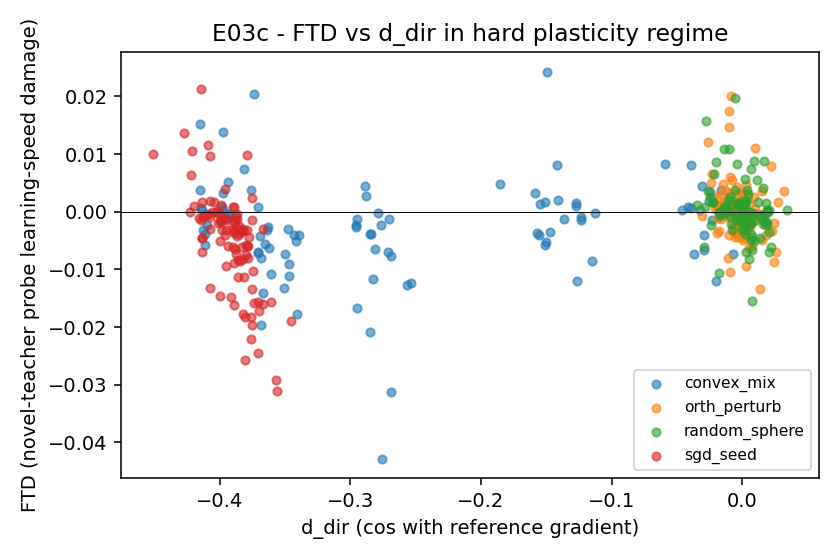 E03c - FTD vs d_dir in hard plasticity regime
FTD (novel-teacher probe learning-speed damage)
0.02
0.01
0.00
−0.01
−0.02
−0.03
−0.04
−0.4
−0.3
−0.2
−0.1
0.0
d_dir (cos with reference gradient)
convex_mix
orth_perturb
random_sphere
sgd_seed